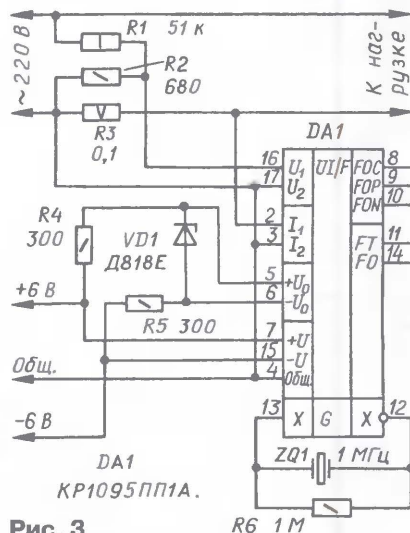 ~220 В
R1 51 к
R2
680
К нагрузке
R3
0,1
DA1
16 U1 UI/F FOC 8
17 U2 FOP 9
FON 10
2 I1 FT 11
3 I2 FO 14
R4
300
VD1
Д818Е
5 +U0
6 -U0
+6 В
R5 300
7 +U
15 -U
4 Общ.
Общ.
13 X G X 12
-6 В
ZQ1 1 МГц
DA1
КР1095ПП1А.
Рис. 3
R6 1 М